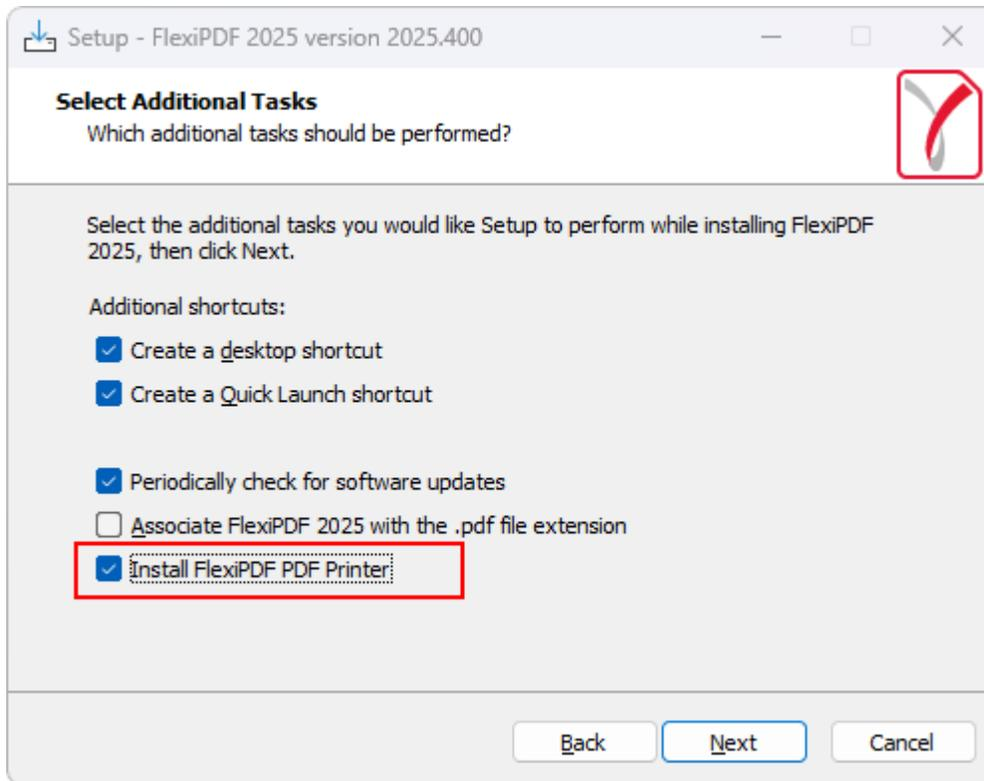 Setup - FlexiPDF 2025 version 2025.400
Select Additional Tasks
Which additional tasks should be performed?
Select the additional tasks you would like Setup to perform while installing FlexiPDF
2025, then click Next.
Additional shortcuts:
Create a desktop shortcut
Create a Quick Launch shortcut
Periodically check for software updates
Associate FlexiPDF 2025 with the .pdf file extension
Install FlexiPDF PDF Printer
Back
Next
Cancel